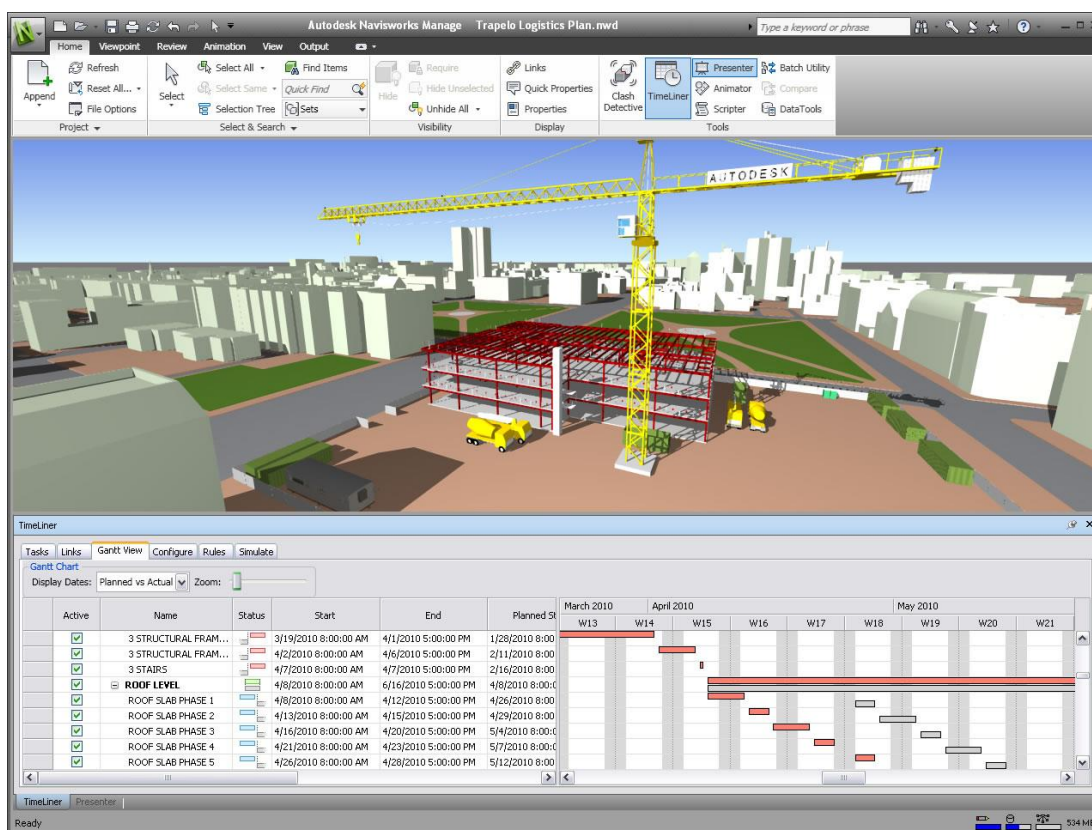 Autodesk Navisworks Manage Trapelo Logistics Plan.nwd
Type a keyword or phrase
Home Viewpoint Review Animation View Output
Append
Refresh
Reset All...
File Options
Project
Select
Select All
Select Same
Selection Tree
Find Items
Quick Find
Sets
Select & Search
Hide
Require
Hide Unselected
Unhide All
Visibility
Links
Quick Properties
Properties
Display
Clash Detective
TimeLiner
Presenter
Animator
Scripter
Batch Utility
Compare
DataTools
Tools
AUTODESK
TimeLiner
Tasks Links Gantt View Configure Rules Simulate
Gantt Chart
Display Dates: Planned vs Actual Zoom:
Active Name Status Start End Planned St
March 2010 April 2010 May 2010
W13 W14 W15 W16 W17 W18 W19 W20 W21
3 STRUCTURAL FRAM... 3/19/2010 8:00:00 AM 4/1/2010 5:00:00 PM 1/28/2010 8:00
3 STRUCTURAL FRAM... 4/2/2010 8:00:00 AM 4/6/2010 5:00:00 PM 2/11/2010 8:00
3 STAIRS 4/7/2010 8:00:00 AM 4/7/2010 5:00:00 PM 2/16/2010 8:00
ROOF LEVEL 4/8/2010 8:00:00 AM 6/16/2010 5:00:00 PM 4/8/2010 8:00:0
ROOF SLAB PHASE 1 4/8/2010 8:00:00 AM 4/12/2010 5:00:00 PM 4/26/2010 8:00
ROOF SLAB PHASE 2 4/13/2010 8:00:00 AM 4/15/2010 5:00:00 PM 4/29/2010 8:00
ROOF SLAB PHASE 3 4/16/2010 8:00:00 AM 4/20/2010 5:00:00 PM 5/4/2010 8:00:0
ROOF SLAB PHASE 4 4/21/2010 8:00:00 AM 4/23/2010 5:00:00 PM 5/7/2010 8:00:0
ROOF SLAB PHASE 5 4/26/2010 8:00:00 AM 4/28/2010 5:00:00 PM 5/12/2010 8:00
TimeLiner Presenter
Ready
534 MB